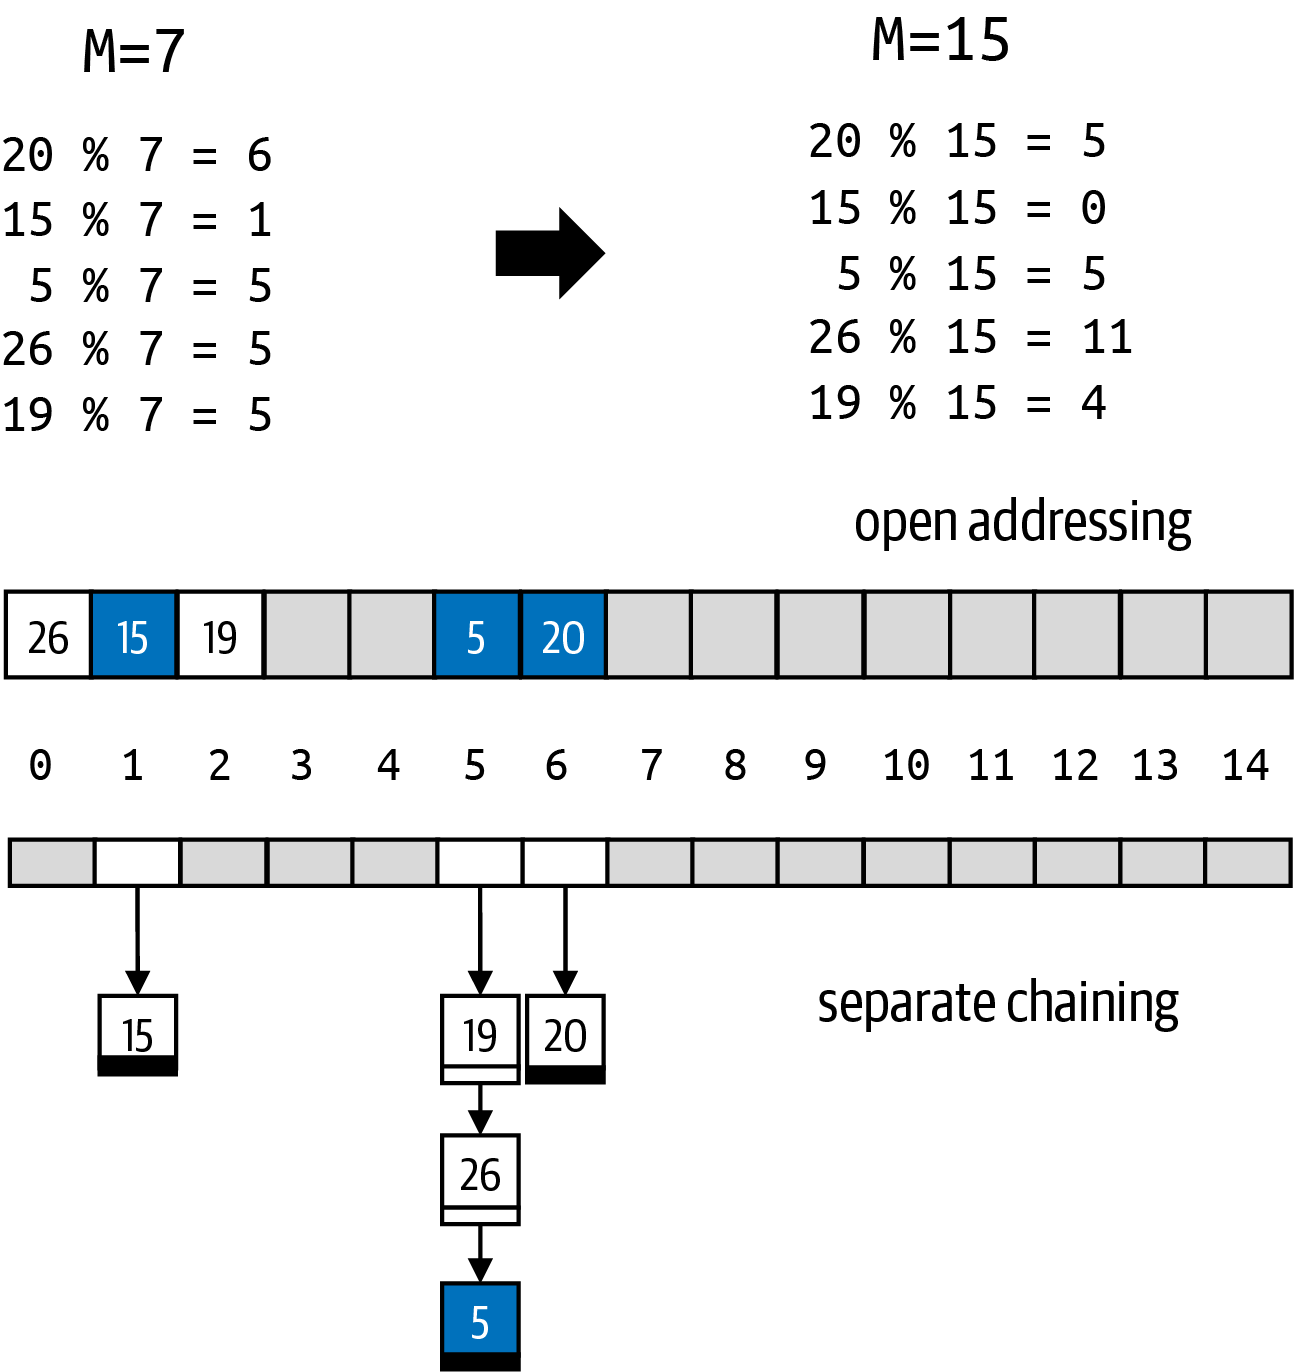 M=7
20 % 7 = 6
15 % 7 = 1
5 % 7 = 5
26 % 7 = 5
19 % 7 = 5
M=15
20 % 15 = 5
15 % 15 = 0
5 % 15 = 5
26 % 15 = 11
19 % 15 = 4
open addressing
26 15 19 5 20
0 1 2 3 4 5 6 7 8 9 10 11 12 13 14
separate chaining
15 19 20
26
5